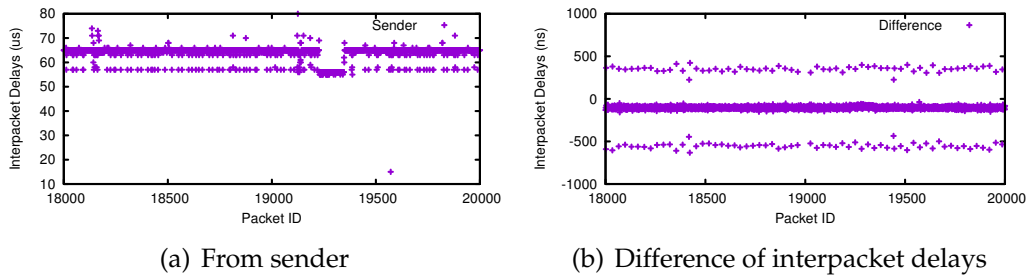 80
70
60
50
40
30
20
10
Interpacket Delays (us)
Sender
18000 18500 19000 19500 20000
Packet ID
(a) From sender
1000
500
0
-500
-1000
Interpacket Delays (ns)
Difference
18000 18500 19000 19500 20000
Packet ID
(b) Difference of interpacket delays